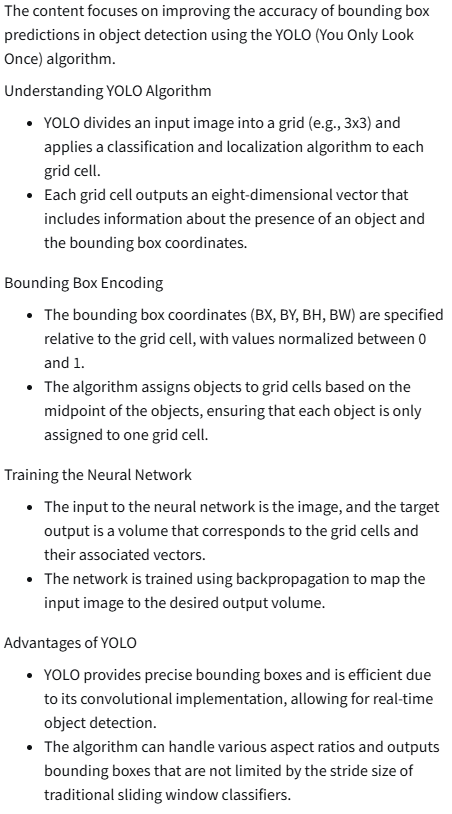 The content focuses on improving the accuracy of bounding box
predictions in object detection using the YOLO (You Only Look
Once) algorithm.
Understanding YOLO Algorithm
• YOLO divides an input image into a grid (e.g., 3x3) and
applies a classification and localization algorithm to each
grid cell.
• Each grid cell outputs an eight-dimensional vector that
includes information about the presence of an object and
the bounding box coordinates.
Bounding Box Encoding
• The bounding box coordinates (BX, BY, BH, BW) are specified
relative to the grid cell, with values normalized between 0
and 1.
• The algorithm assigns objects to grid cells based on the
midpoint of the objects, ensuring that each object is only
assigned to one grid cell.
Training the Neural Network
• The input to the neural network is the image, and the target
output is a volume that corresponds to the grid cells and
their associated vectors.
• The network is trained using backpropagation to map the
input image to the desired output volume.
Advantages of YOLO
• YOLO provides precise bounding boxes and is efficient due
to its convolutional implementation, allowing for real-time
object detection.
• The algorithm can handle various aspect ratios and outputs
bounding boxes that are not limited by the stride size of
traditional sliding window classifiers.